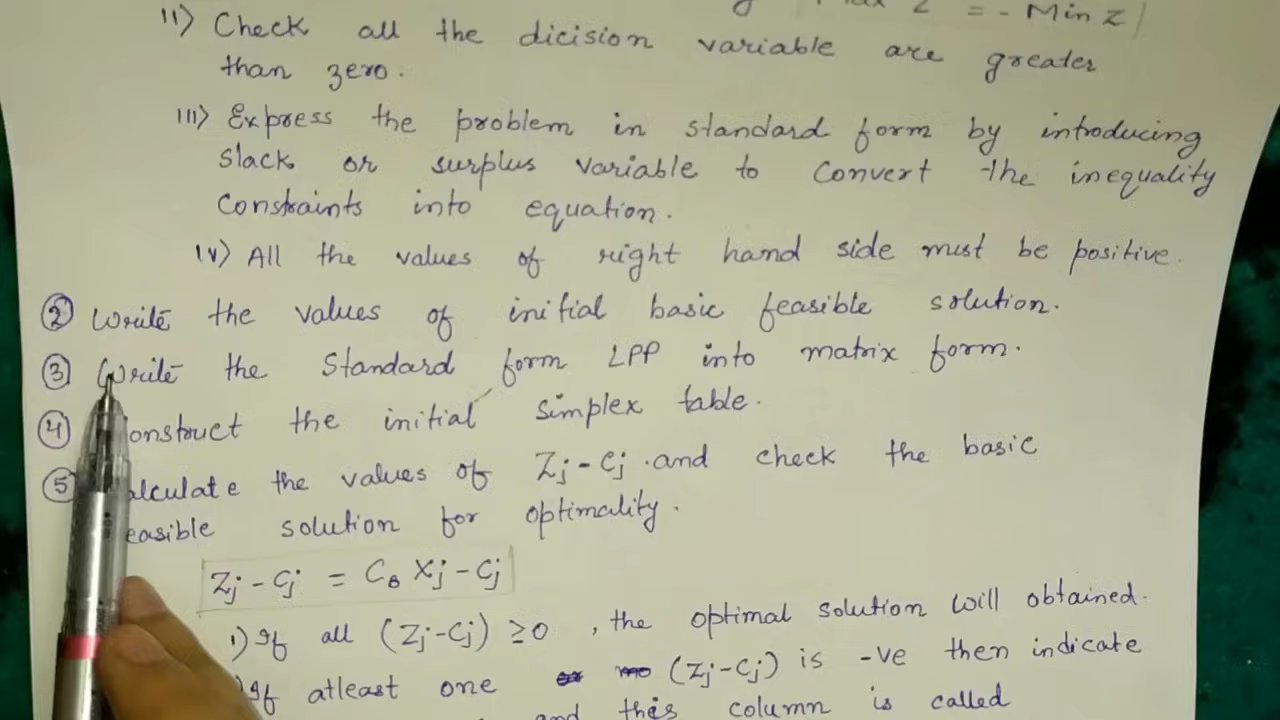 = - Min Z
ii) Check all the dicision variable are greater
than zero.
iii) Express the problem in standard form by introducing
slack or surplus variable to convert the inequality
constraints into equation.
iv) All the values of right hand side must be positive.
② Write the values of initial basic feasible solution.
③ Write the standard form LPP into matrix form.
④ onstruct the initial simplex table.
⑤ alculate the values of Zj - Cj and check the basic
easible solution for optimality.
Zj - Cj = CB Xj - Cj
i) If all (Zj-Cj) ≥0 , the optimal solution will obtained.
If atleast one (Zj-Cj) is -ve then indicate
and this column is called